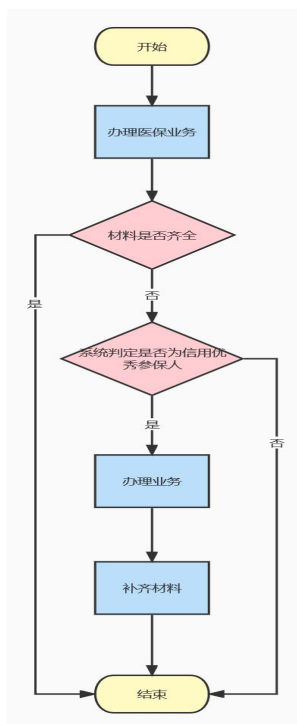 开始
办理医保业务
材料是否齐全
是
否
系统判定是否为信用优
秀参保人
是
否
办理业务
补齐材料
结束